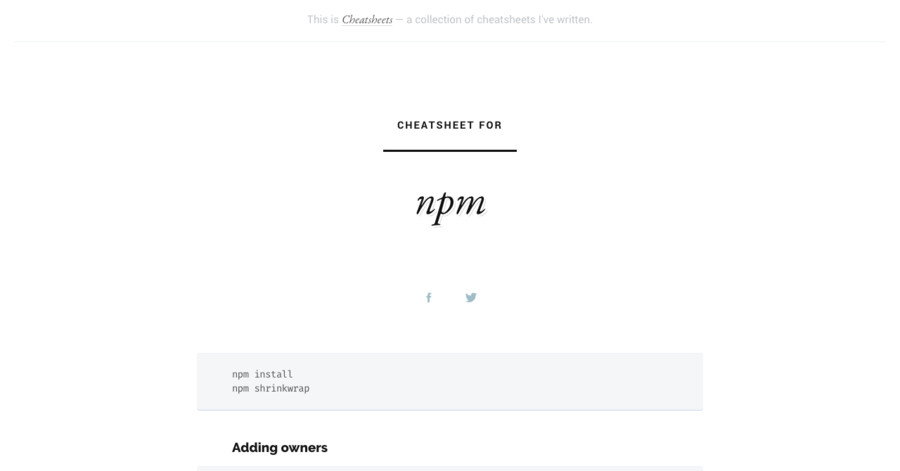 This is Cheatsheets — a collection of cheatsheets I've written.
CHEATSHEET FOR
npm
npm install
npm shrinkwrap
Adding owners